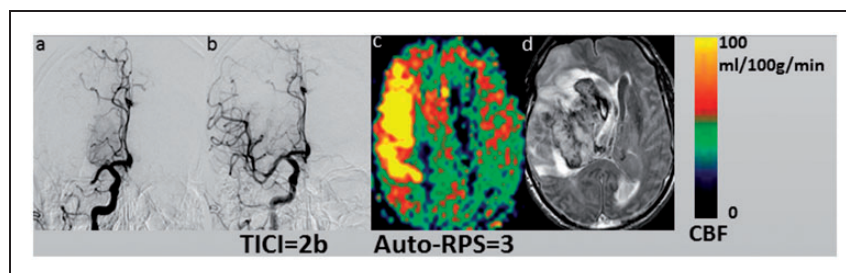 a b c d
100
ml/100g/min
0
CBF
TICI=2b Auto-RPS=3